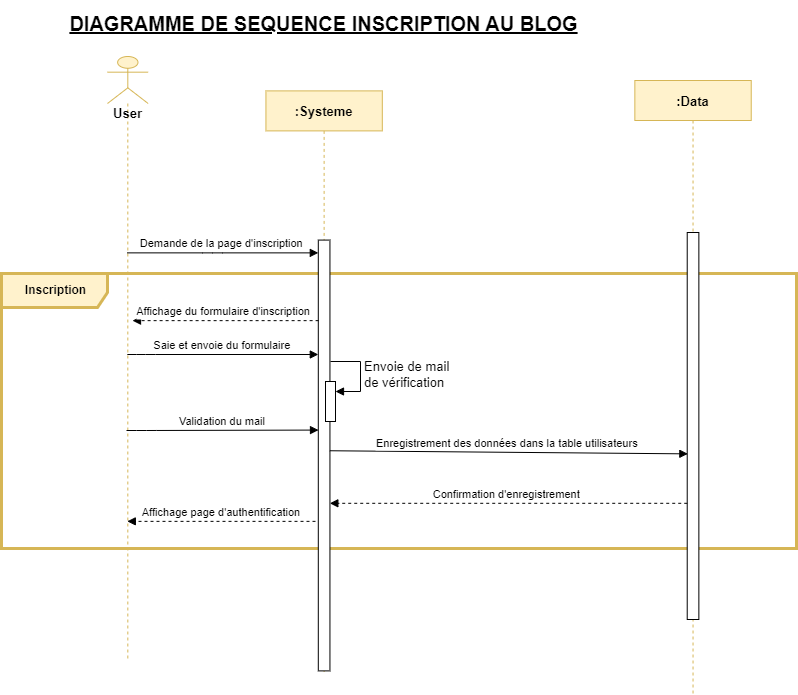 DIAGRAMME DE SEQUENCE INSCRIPTION AU BLOG
User
:Systeme
:Data
Demande de la page d'inscription
Inscription
Affichage du formulaire d'inscription
Saie et envoie du formulaire
Envoie de mail
de vérification
Validation du mail
Enregistrement des données dans la table utilisateurs
Confirmation d'enregistrement
Affichage page d'authentification